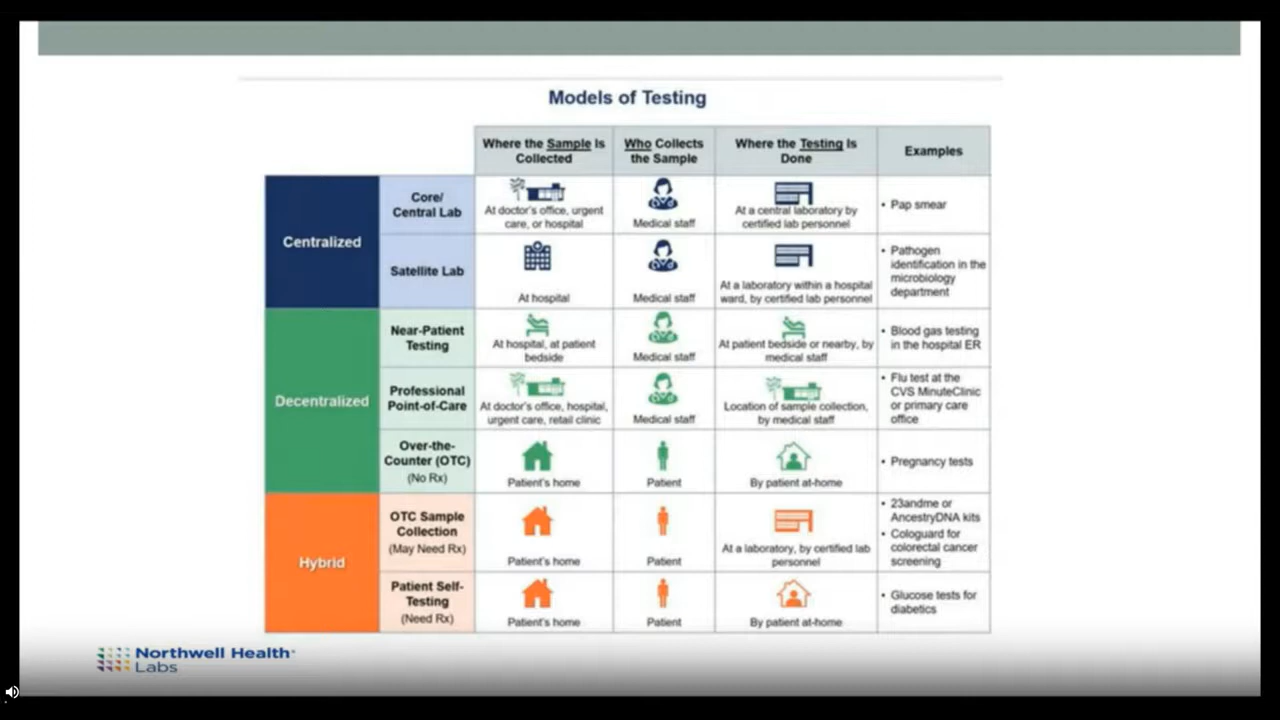 Models of Testing
Where the Sample Is
Collected
Who Collects
the Sample
Where the Testing Is
Done
Examples
Centralized
Core/
Central Lab
At doctor's office, urgent
care, or hospital
Medical staff
At a central laboratory by
certified lab personnel
• Pap smear
Satellite Lab
At hospital
Medical staff
At a laboratory within a hospital
ward, by certified lab personnel
• Pathogen
identification in the
microbiology
department
Decentralized
Near-Patient
Testing
At hospital, at patient
bedside
Medical staff
At patient bedside or nearby, by
medical staff
• Blood gas testing
in the hospital ER
Professional
Point-of-Care
At doctor's office, hospital,
urgent care, retail clinic
Medical staff
Location of sample collection,
by medical staff
• Flu test at the
CVS MinuteClinic
or primary care
office
Over-the-
Counter (OTC)
(No Rx)
Patient's home
Patient
By patient at-home
• Pregnancy tests
Hybrid
OTC Sample
Collection
(May Need Rx)
Patient's home
Patient
At a laboratory, by certified lab
personnel
• 23andme or
AncestryDNA kits
• Cologuard for
colorectal cancer
screening
Patient Self-
Testing
(Need Rx)
Patient's home
Patient
By patient at-home
• Glucose tests for
diabetics
Northwell Health
Labs